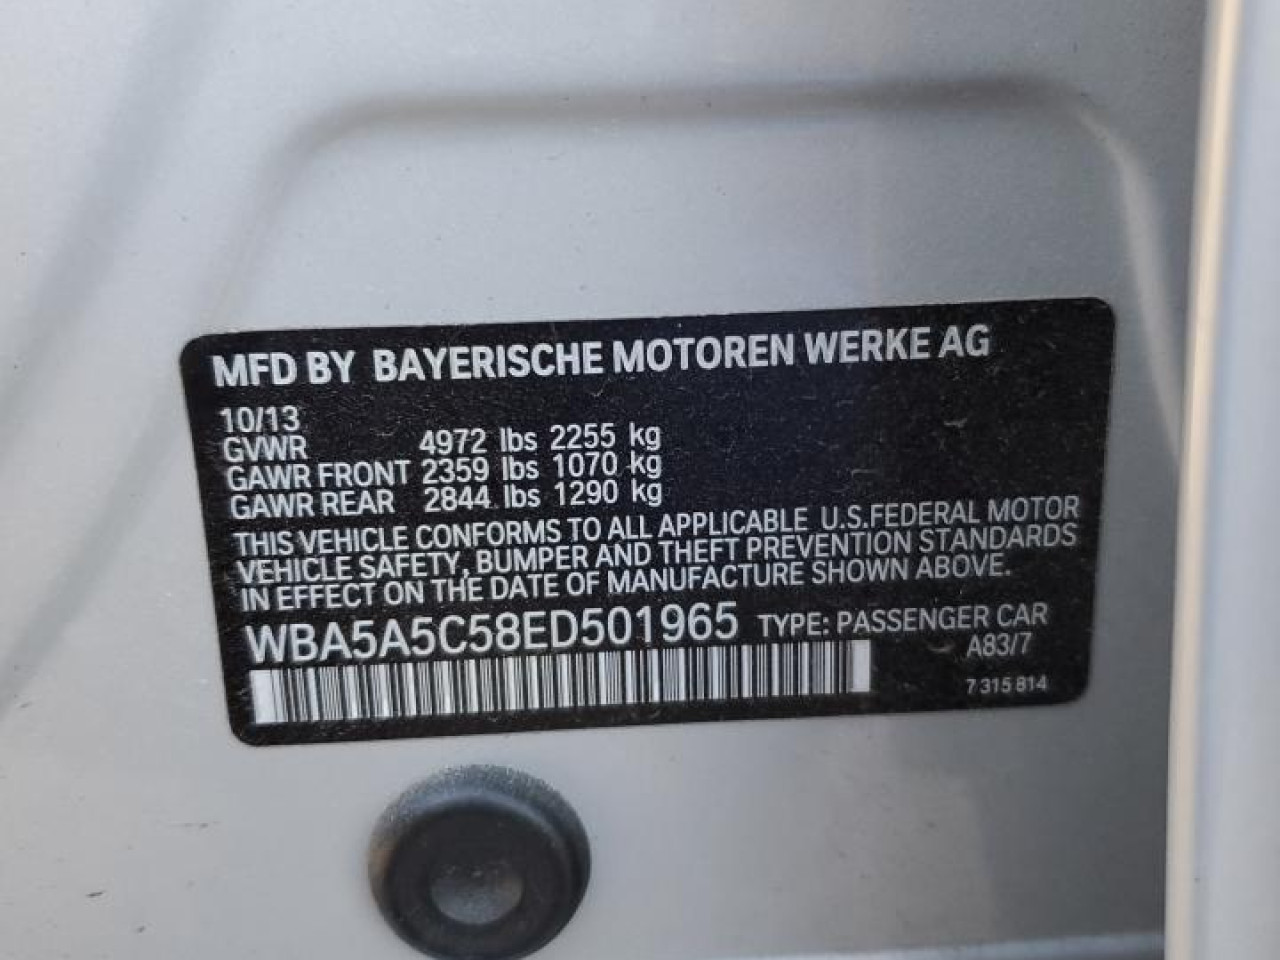 MFD BY BAYERISCHE MOTOREN WERKE AG
10/13
GVWR 4972 lbs 2255 kg
GAWR FRONT 2359 lbs 1070 kg
GAWR REAR 2844 lbs 1290 kg
THIS VEHICLE CONFORMS TO ALL APPLICABLE U.S.FEDERAL MOTOR
VEHICLE SAFETY, BUMPER AND THEFT PREVENTION STANDARDS
IN EFFECT ON THE DATE OF MANUFACTURE SHOWN ABOVE.
WBA5A5C58ED501965 TYPE: PASSENGER CAR
A83/7
7 315 814